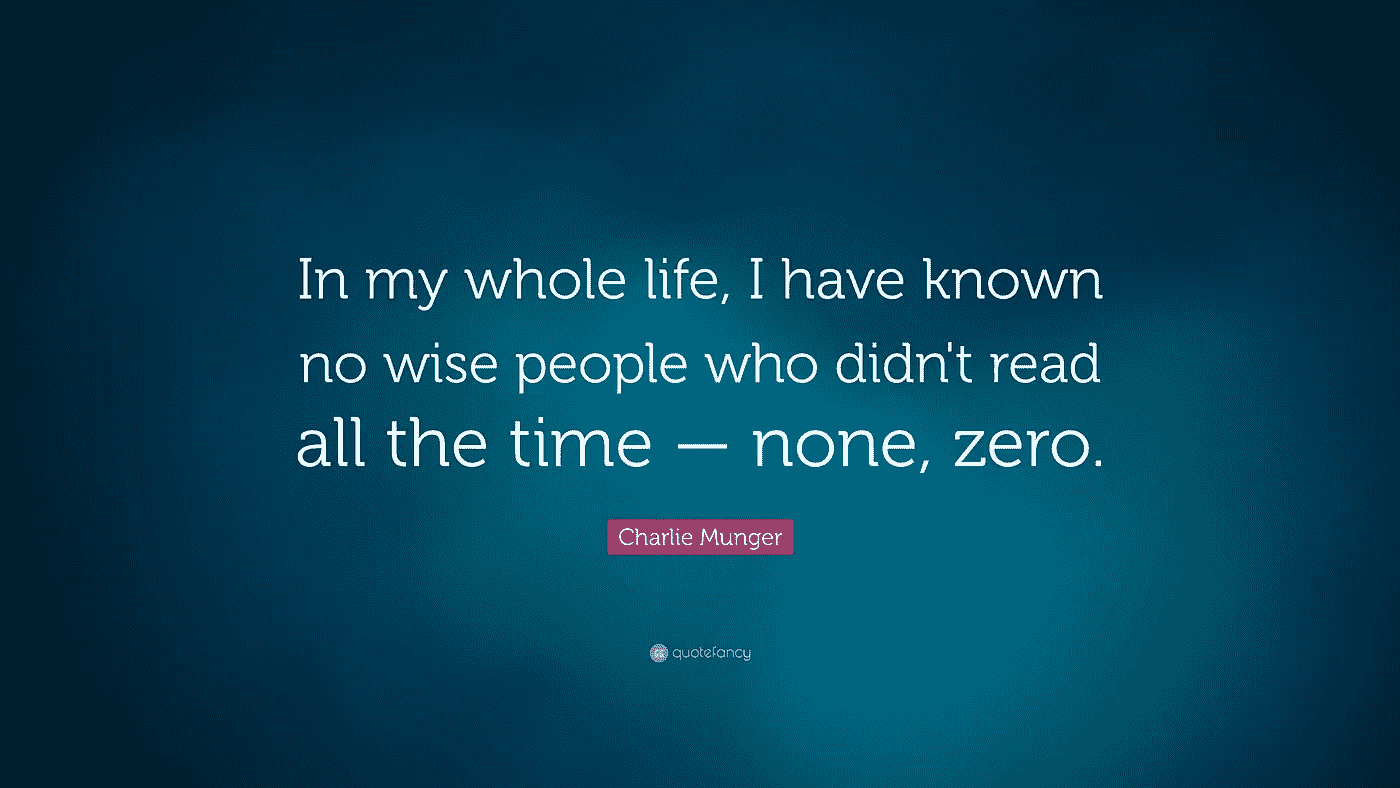 In my whole life, I have known
no wise people who didn't read
all the time — none, zero.
Charlie Munger
quotefancy